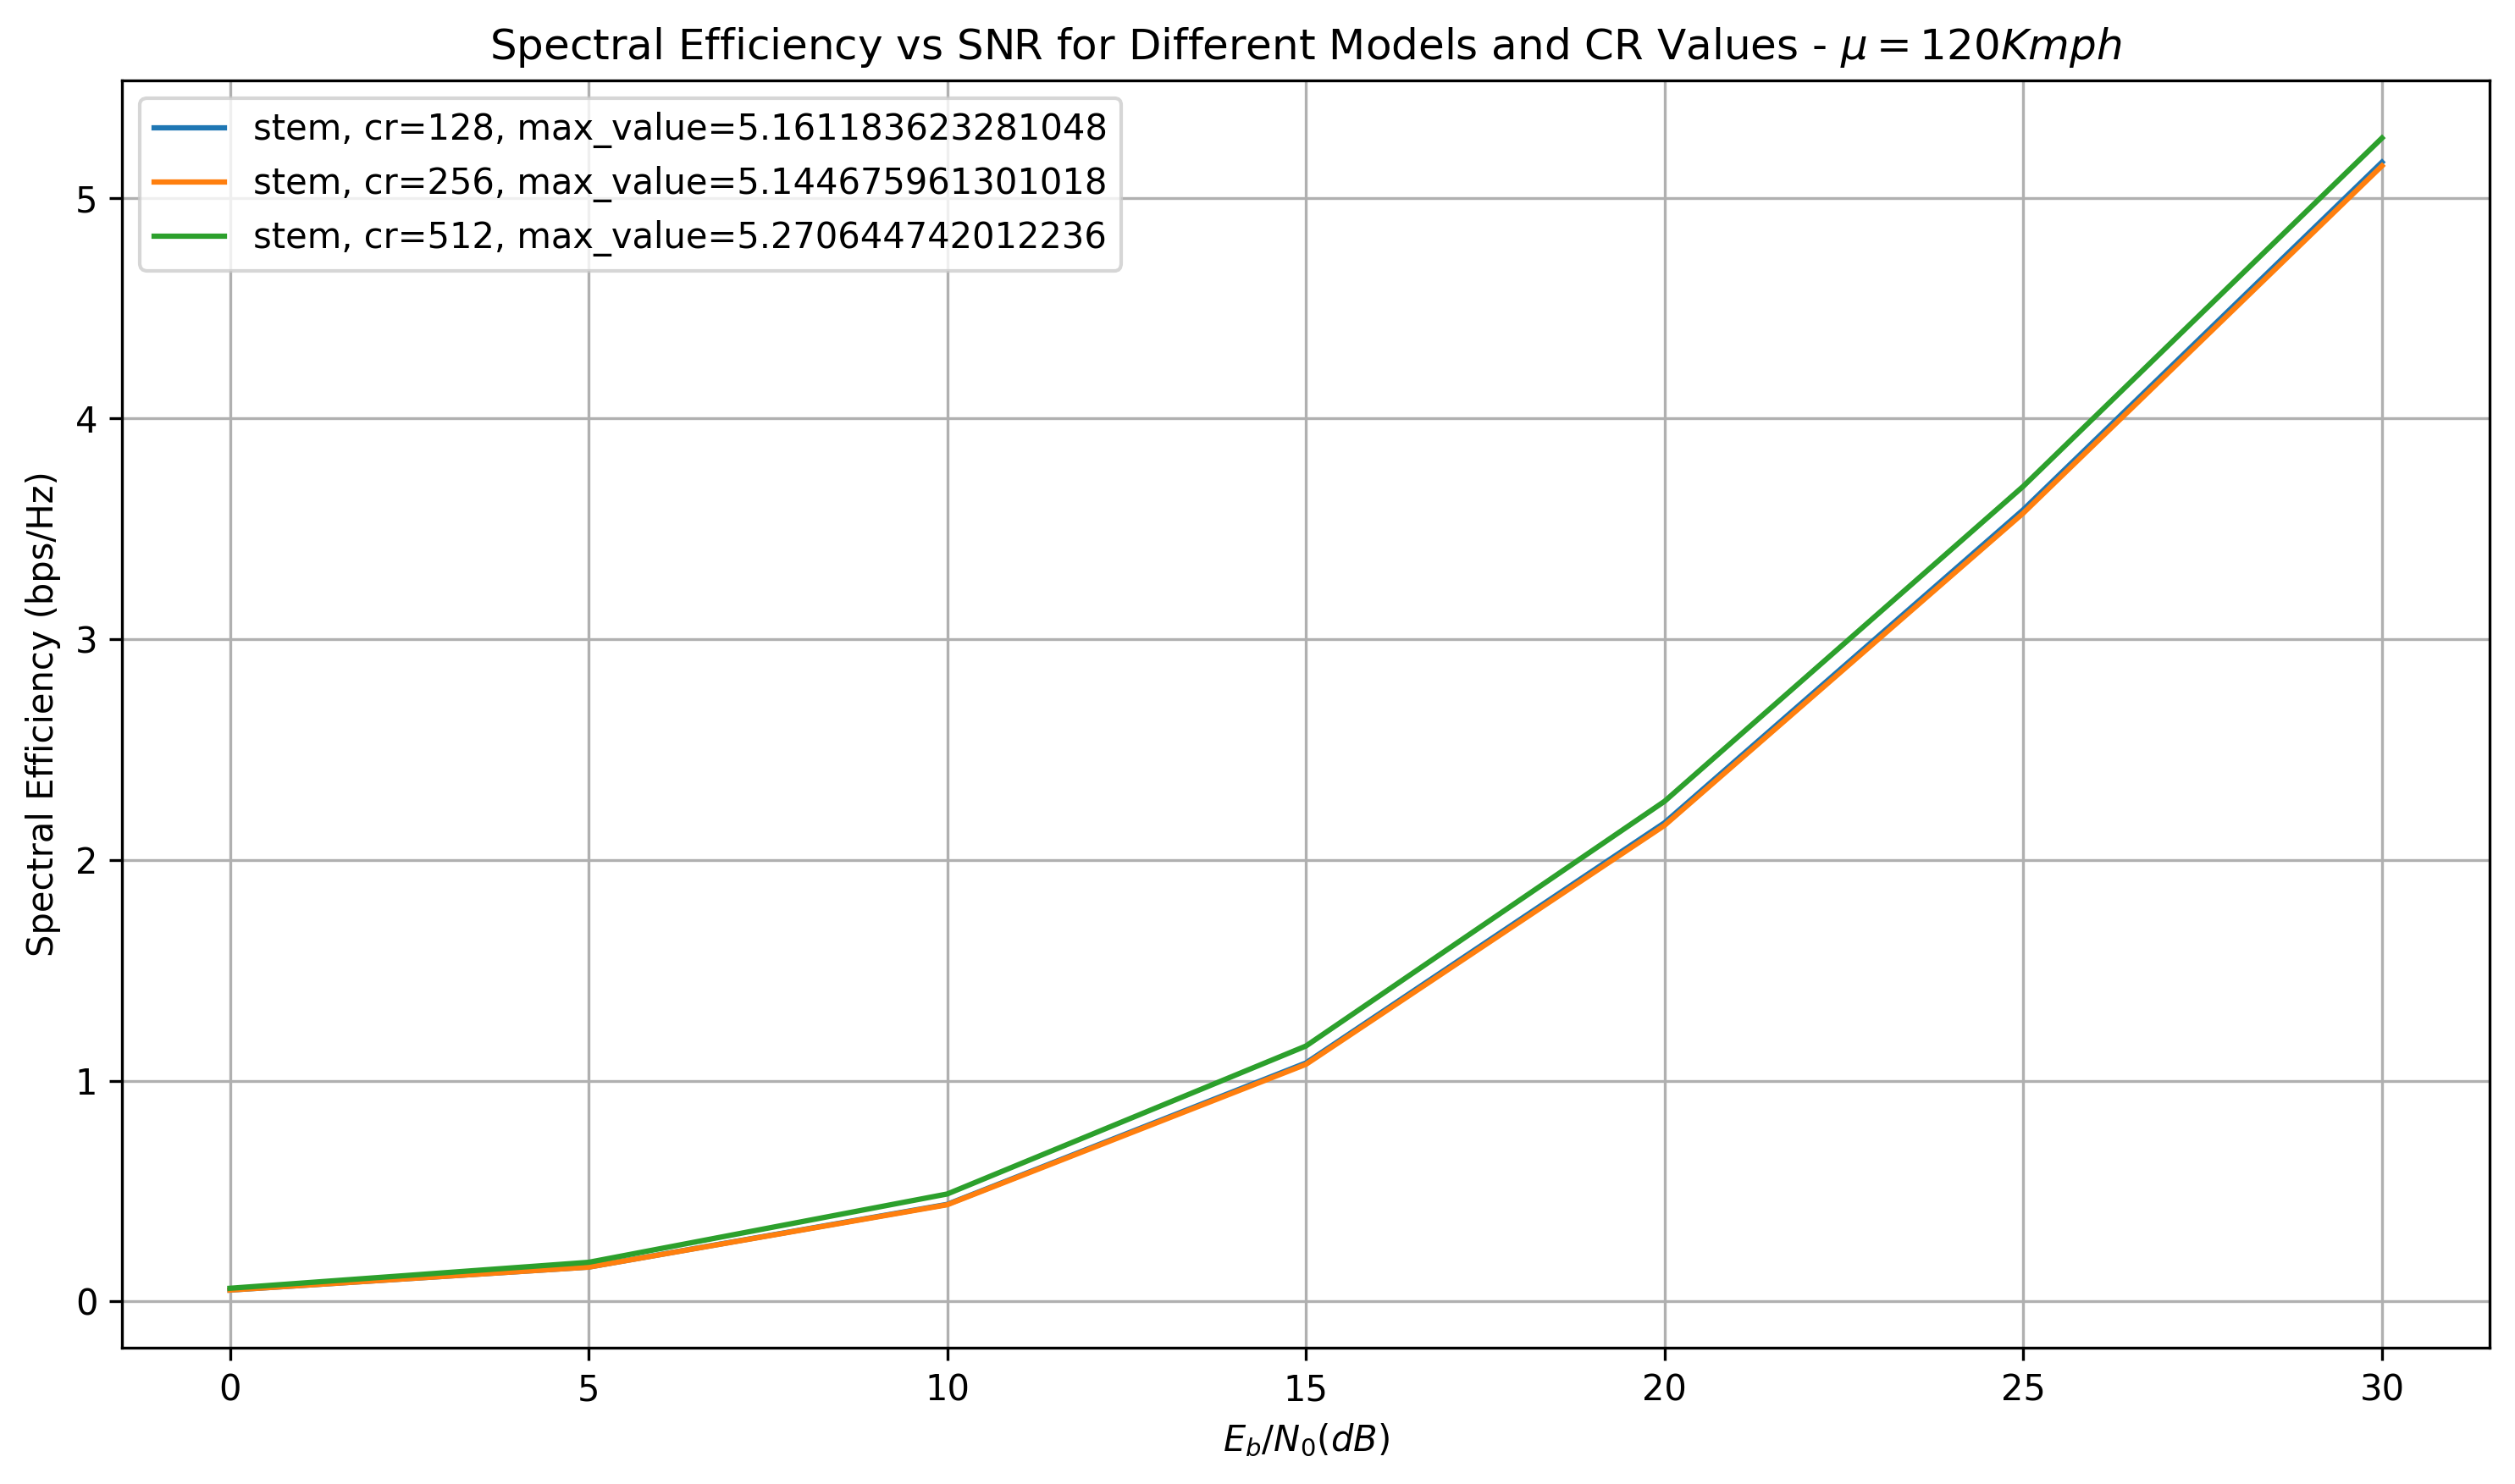 Spectral Efficiency vs SNR for Different Models and CR Values - μ = 120Kmph
stem, cr=128, max_value=5.161183623281048
stem, cr=256, max_value=5.144675961301018
stem, cr=512, max_value=5.270644742012236
Spectral Efficiency (bps/Hz)
5
4
3
2
1
0
0 5 10 15 20 25 30
E_b/N_0(dB)